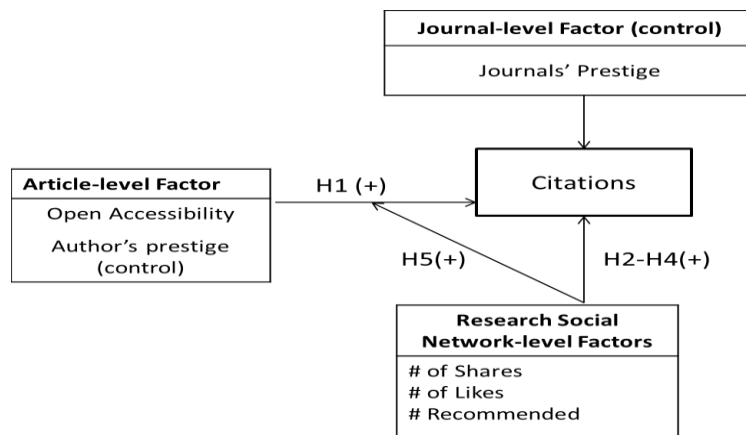 Journal-level Factor (control)
Journals’ Prestige
Citations
Article-level Factor
Open Accessibility
Author’s prestige
(control)
H1 (+)
H5(+)
H2-H4(+)
Research Social
Network-level Factors
# of Shares
# of Likes
# Recommended